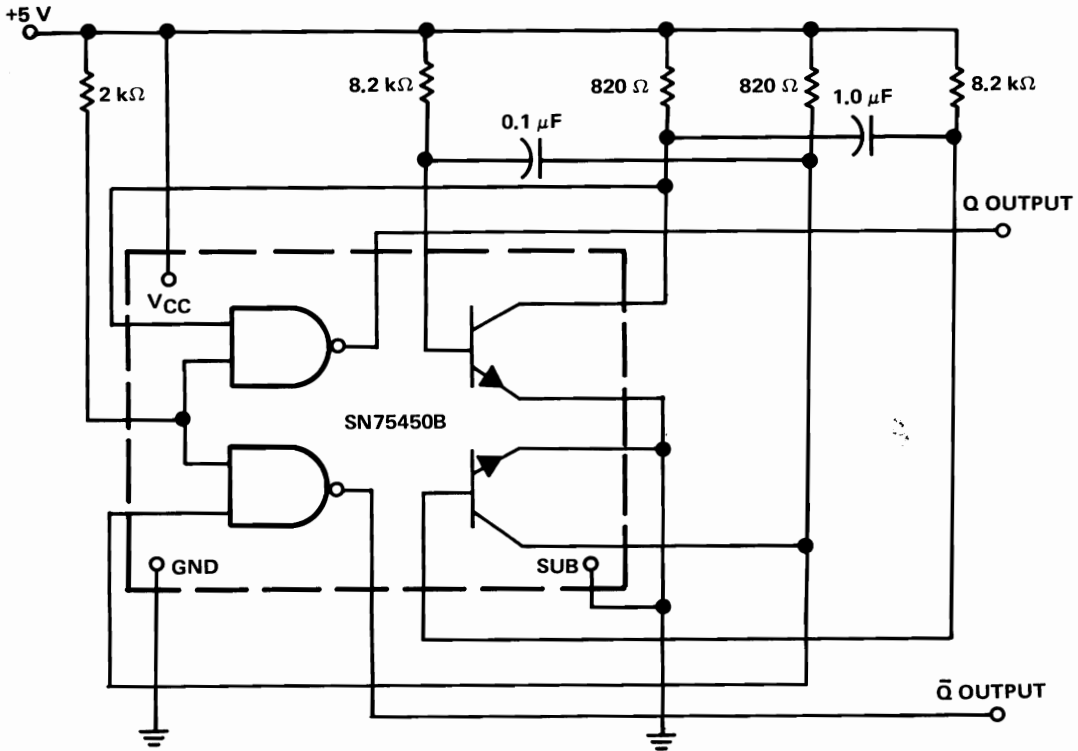 +5 V
2 kΩ
8.2 kΩ
820 Ω
820 Ω
8.2 kΩ
0.1 μF
1.0 μF
Q OUTPUT
VCC
SN75450B
GND
SUB
Q̄ OUTPUT